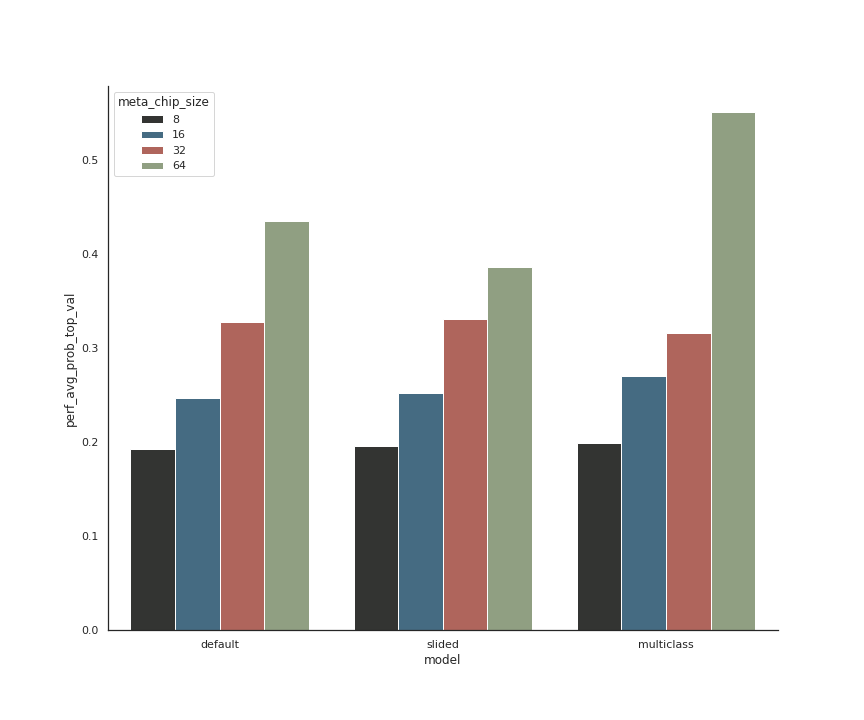 meta_chip_size
8
16
32
64
perf_avg_prob_top_val
0.5
0.4
0.3
0.2
0.1
0.0
default
slided
multiclass
model